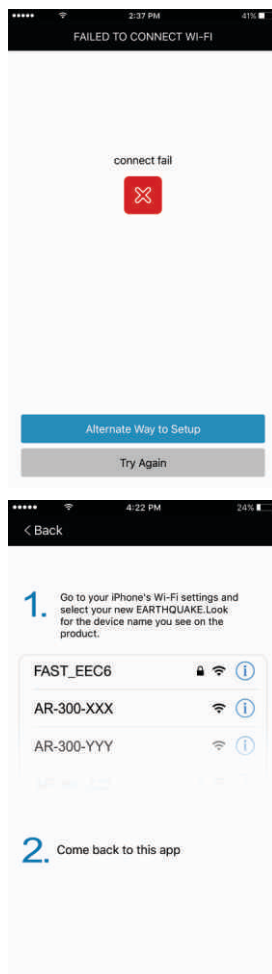 2:37 PM
41%
FAILED TO CONNECT WI-FI
connect fail
Alternate Way to Setup
Try Again
4:22 PM
24%
< Back
1. Go to your iPhone's Wi-Fi settings and
select your new EARTHQUAKE.Look
for the device name you see on the
product.
FAST_EEC6
AR-300-XXX
AR-300-YYY
2. Come back to this app